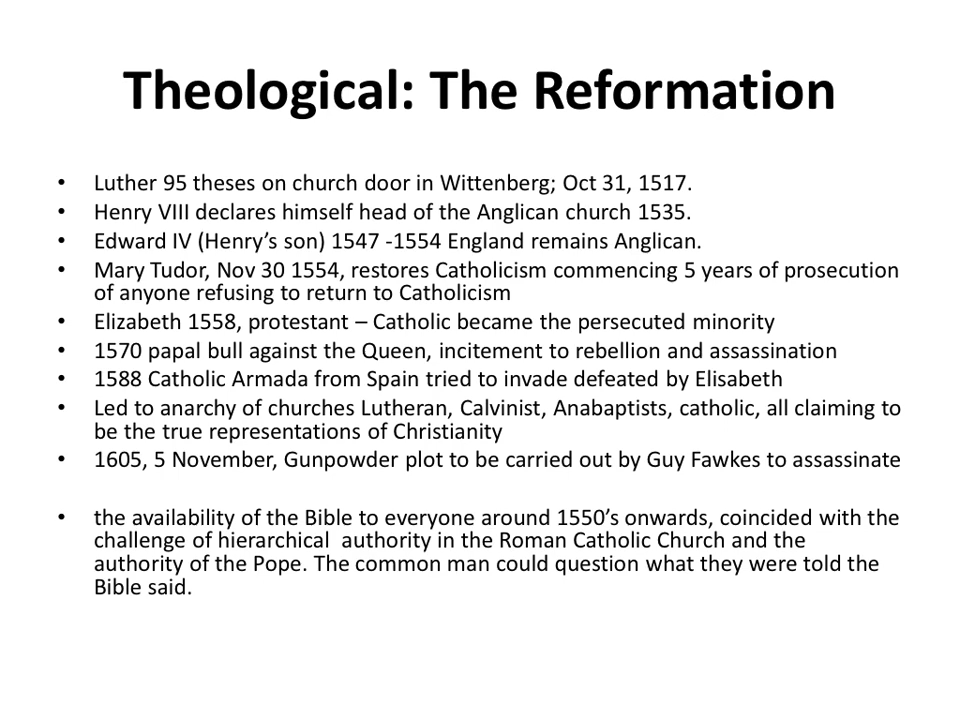 Theological: The Reformation
• Luther 95 theses on church door in Wittenberg; Oct 31, 1517.
• Henry VIII declares himself head of the Anglican church 1535.
• Edward IV (Henry’s son) 1547 -1554 England remains Anglican.
• Mary Tudor, Nov 30 1554, restores Catholicism commencing 5 years of prosecution
of anyone refusing to return to Catholicism
• Elizabeth 1558, protestant – Catholic became the persecuted minority
• 1570 papal bull against the Queen, incitement to rebellion and assassination
• 1588 Catholic Armada from Spain tried to invade defeated by Elisabeth
• Led to anarchy of churches Lutheran, Calvinist, Anabaptists, catholic, all claiming to
be the true representations of Christianity
• 1605, 5 November, Gunpowder plot to be carried out by Guy Fawkes to assassinate
• the availability of the Bible to everyone around 1550’s onwards, coincided with the
challenge of hierarchical authority in the Roman Catholic Church and the
authority of the Pope. The common man could question what they were told the
Bible said.